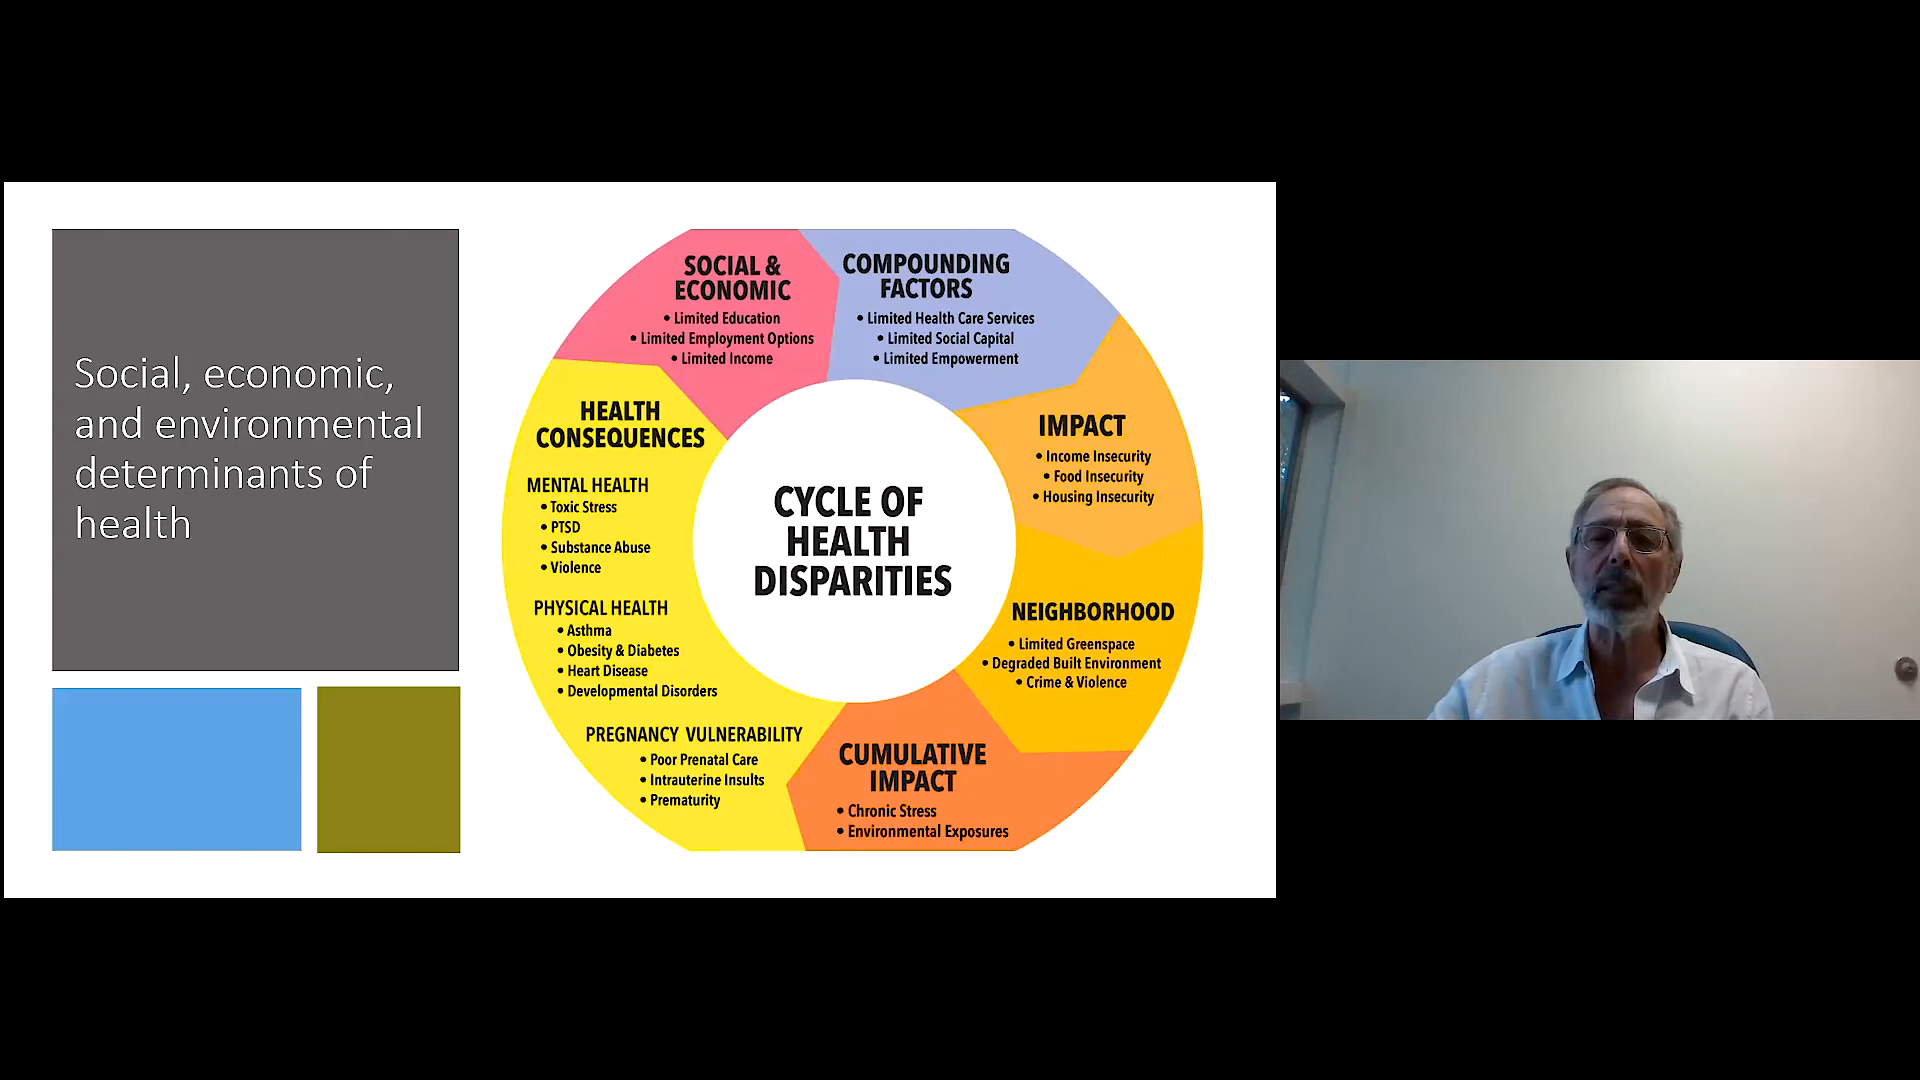 Social, economic,
and environmental
determinants of
health
SOCIAL &
ECONOMIC
• Limited Education
• Limited Employment Options
• Limited Income
COMPOUNDING
FACTORS
• Limited Health Care Services
• Limited Social Capital
• Limited Empowerment
IMPACT
• Income Insecurity
• Food Insecurity
• Housing Insecurity
NEIGHBORHOOD
• Limited Greenspace
• Degraded Built Environment
• Crime & Violence
CUMULATIVE
IMPACT
• Chronic Stress
• Environmental Exposures
HEALTH
CONSEQUENCES
MENTAL HEALTH
• Toxic Stress
• PTSD
• Substance Abuse
• Violence
PHYSICAL HEALTH
• Asthma
• Obesity & Diabetes
• Heart Disease
• Developmental Disorders
PREGNANCY VULNERABILITY
• Poor Prenatal Care
• Intrauterine Insults
• Prematurity
CYCLE OF
HEALTH
DISPARITIES